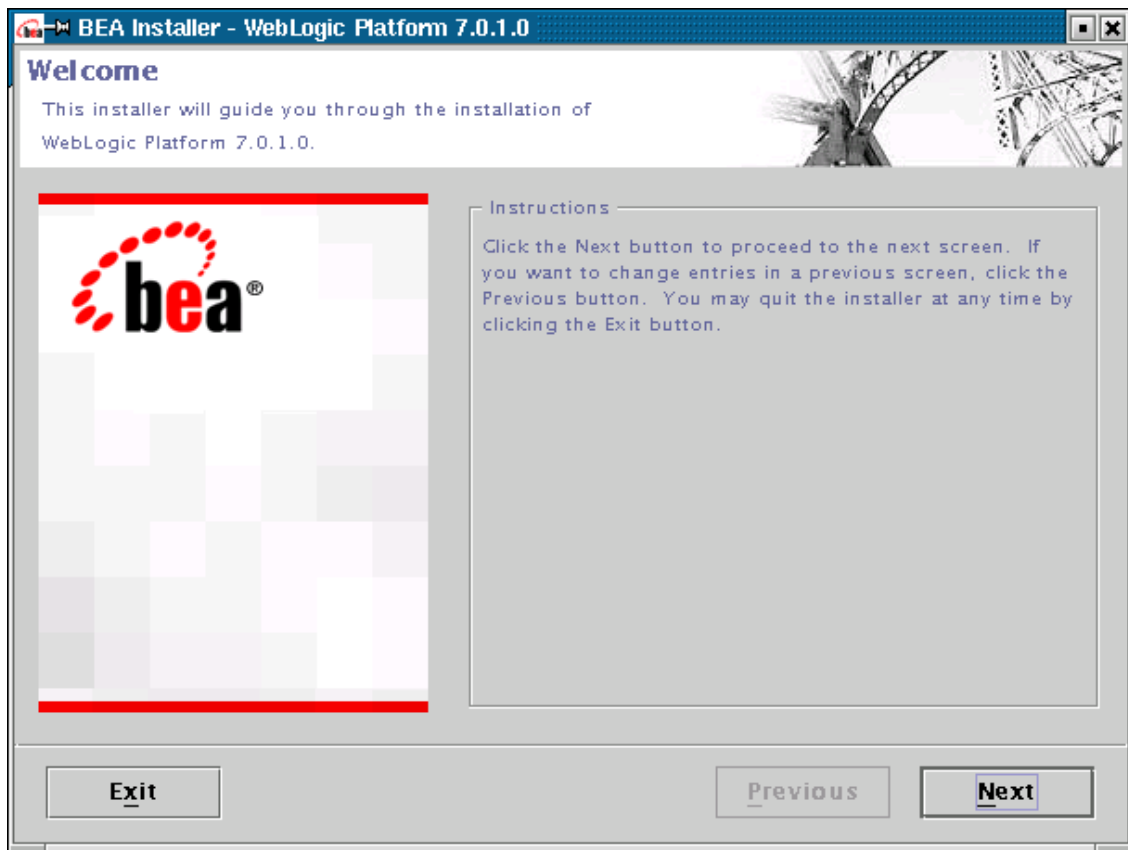 BEA Installer - WebLogic Platform 7.0.1.0
Welcome
This installer will guide you through the installation of
WebLogic Platform 7.0.1.0.
bea®
Instructions
Click the Next button to proceed to the next screen. If
you want to change entries in a previous screen, click the
Previous button. You may quit the installer at any time by
clicking the Exit button.
Exit
Previous
Next